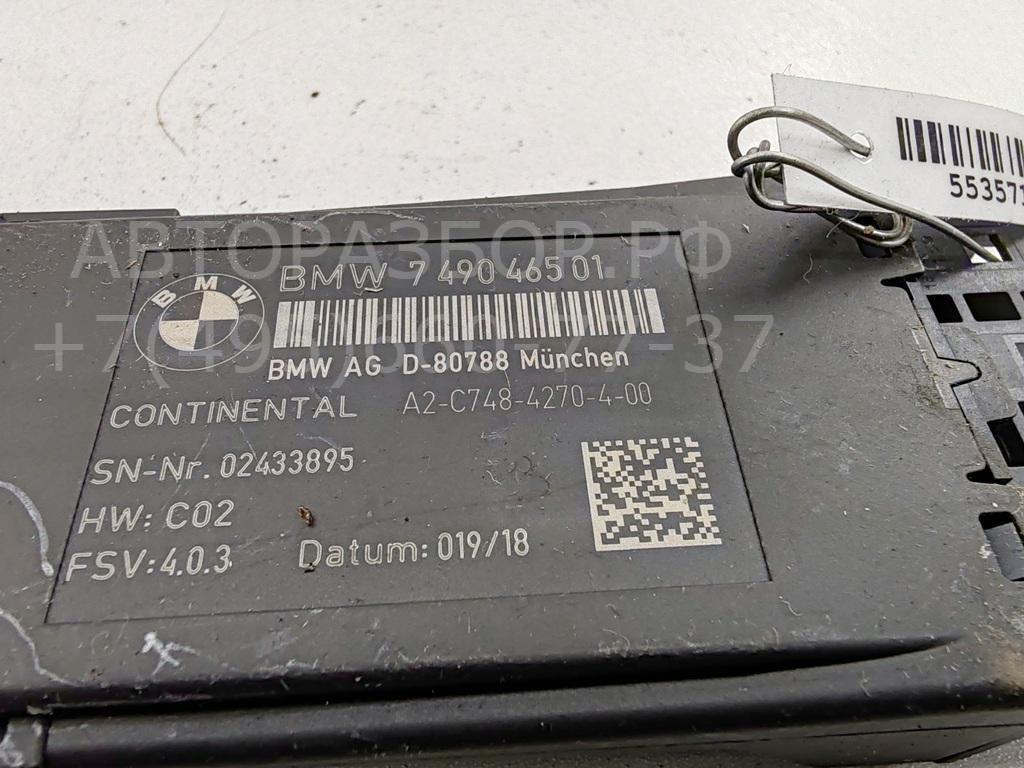 АВТОРАЗБОР.РФ
BMW 7 490 465 01
BMW
BMW AG D-80788 München
CONTINENTAL A2-C748-4270-4-00
SN-Nr. 02433895
HW: C02
FSV:4.0.3 Datum: 019/18